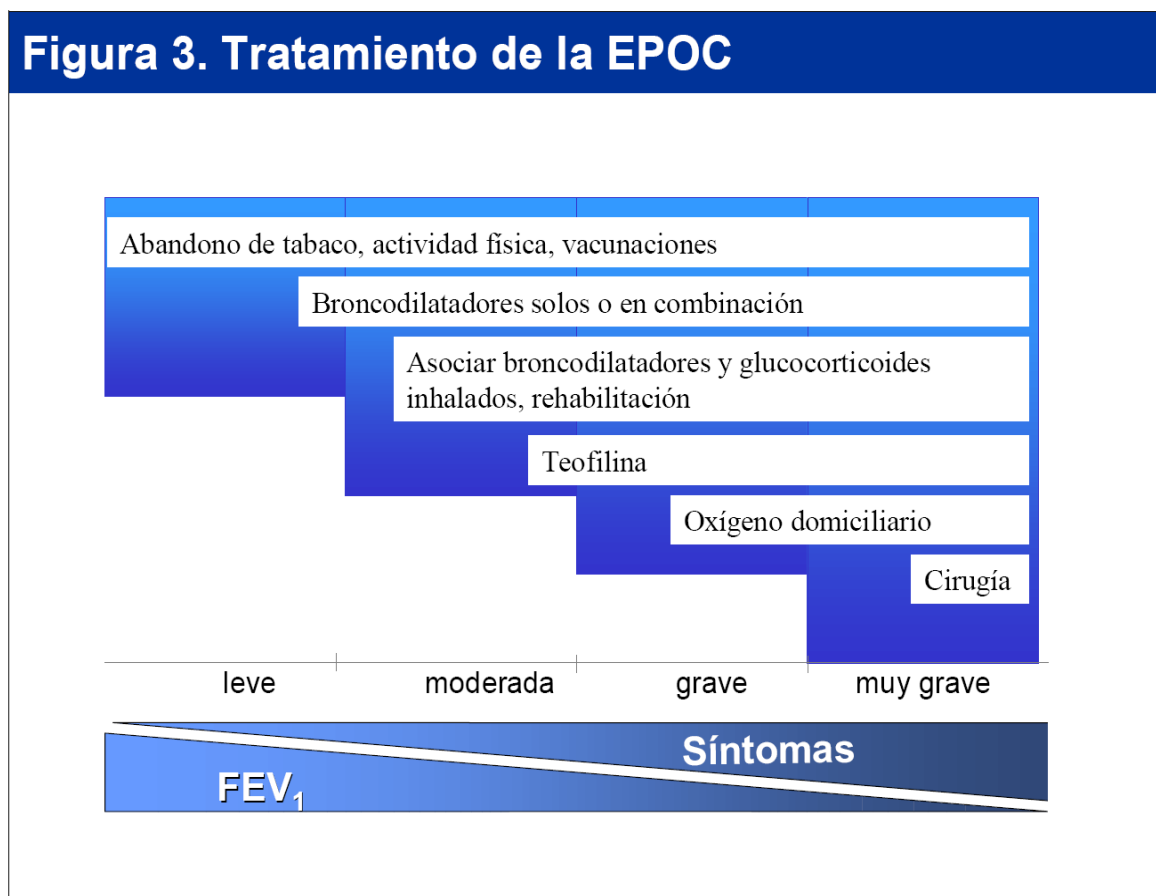 Figura 3. Tratamiento de la EPOC
Abandono de tabaco, actividad física, vacunaciones
Broncodilatadores solos o en combinación
Asociar broncodilatadores y glucocorticoides
inhalados, rehabilitación
Teofilina
Oxígeno domiciliario
Cirugía
leve moderada grave muy grave
Síntomas
FEV1